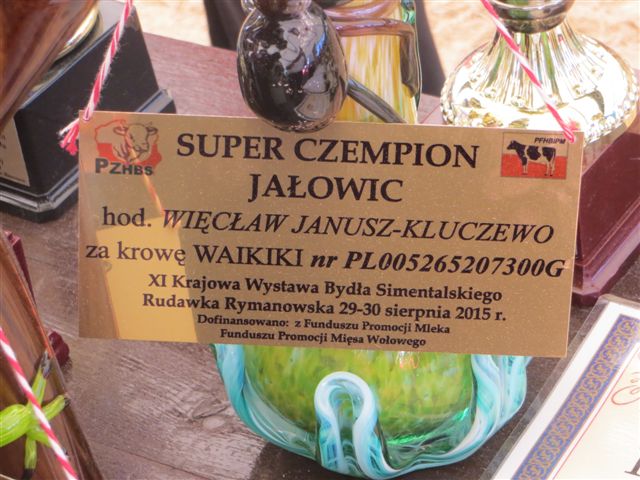 PZHBS
PFHBIPM
SUPER CZEMPION
JAŁOWIC
hod. WIĘCŁAW JANUSZ-KLUCZEWO
za krowę WAIKIKI nr PL005265207300G
XI Krajowa Wystawa Bydła Simentalskiego
Rudawka Rymanowska 29-30 sierpnia 2015 r.
Dofinansowano: z Funduszu Promocji Mleka
Funduszu Promocji Mięsa Wołowego